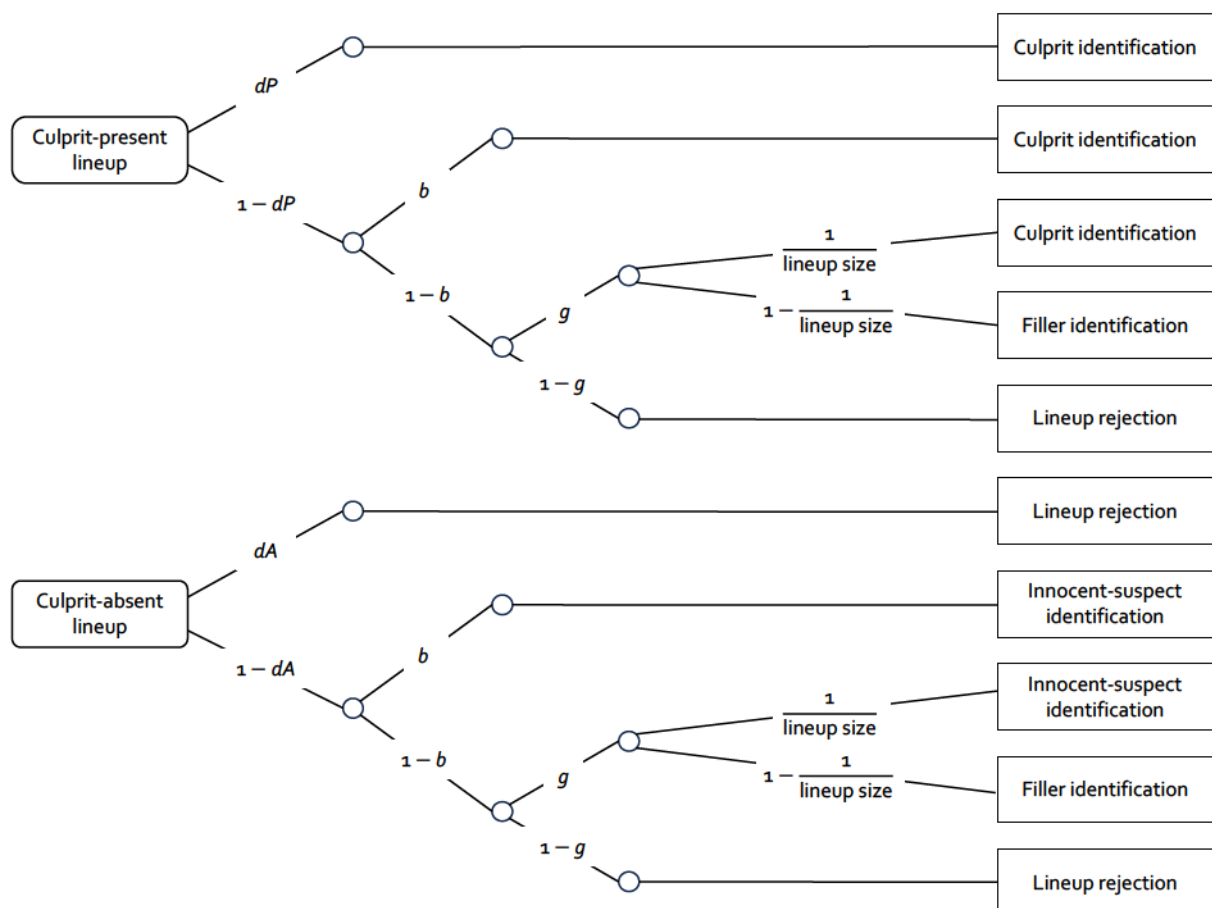 Culprit identification
dP
Culprit-present
lineup
Culprit identification
b
1 – dP
1
lineup size
Culprit identification
1 – b
g
1 –
1
lineup size
Filler identification
1 – g
Lineup rejection
Lineup rejection
dA
Culprit-absent
lineup
Innocent-suspect
identification
b
1 – dA
1
lineup size
Innocent-suspect
identification
1 – b
g
1 –
1
lineup size
Filler identification
1 – g
Lineup rejection